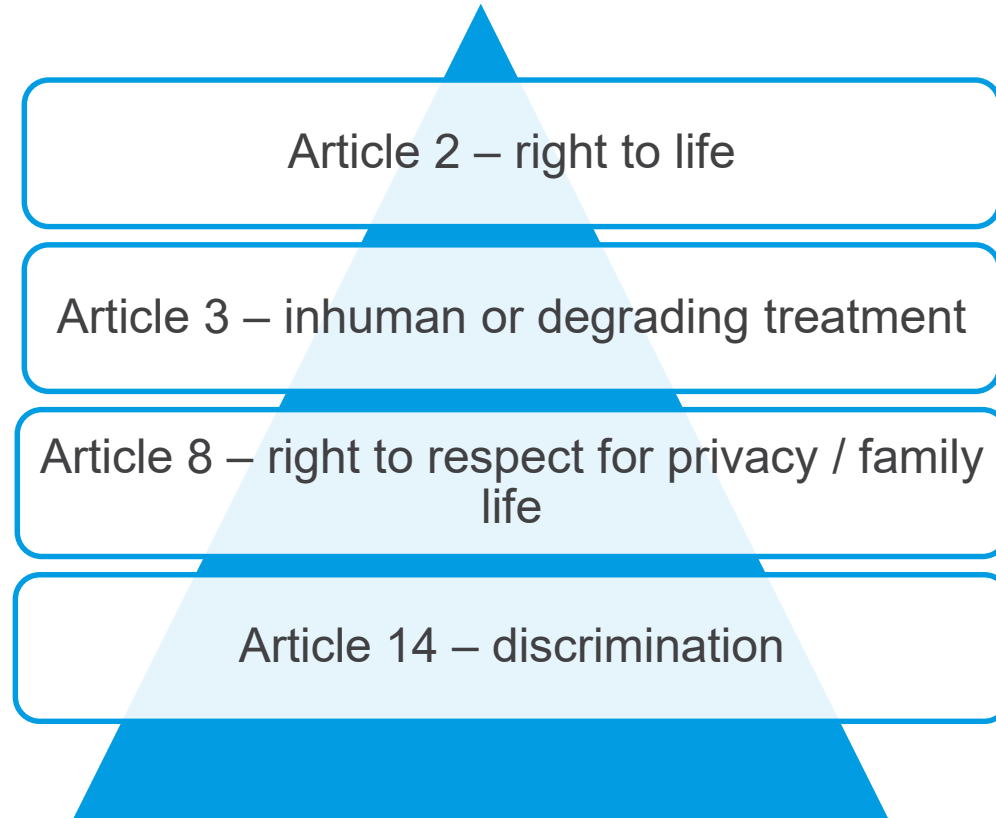 Article 2 – right to life
Article 3 – inhuman or degrading treatment
Article 8 – right to respect for privacy / family
life
Article 14 – discrimination